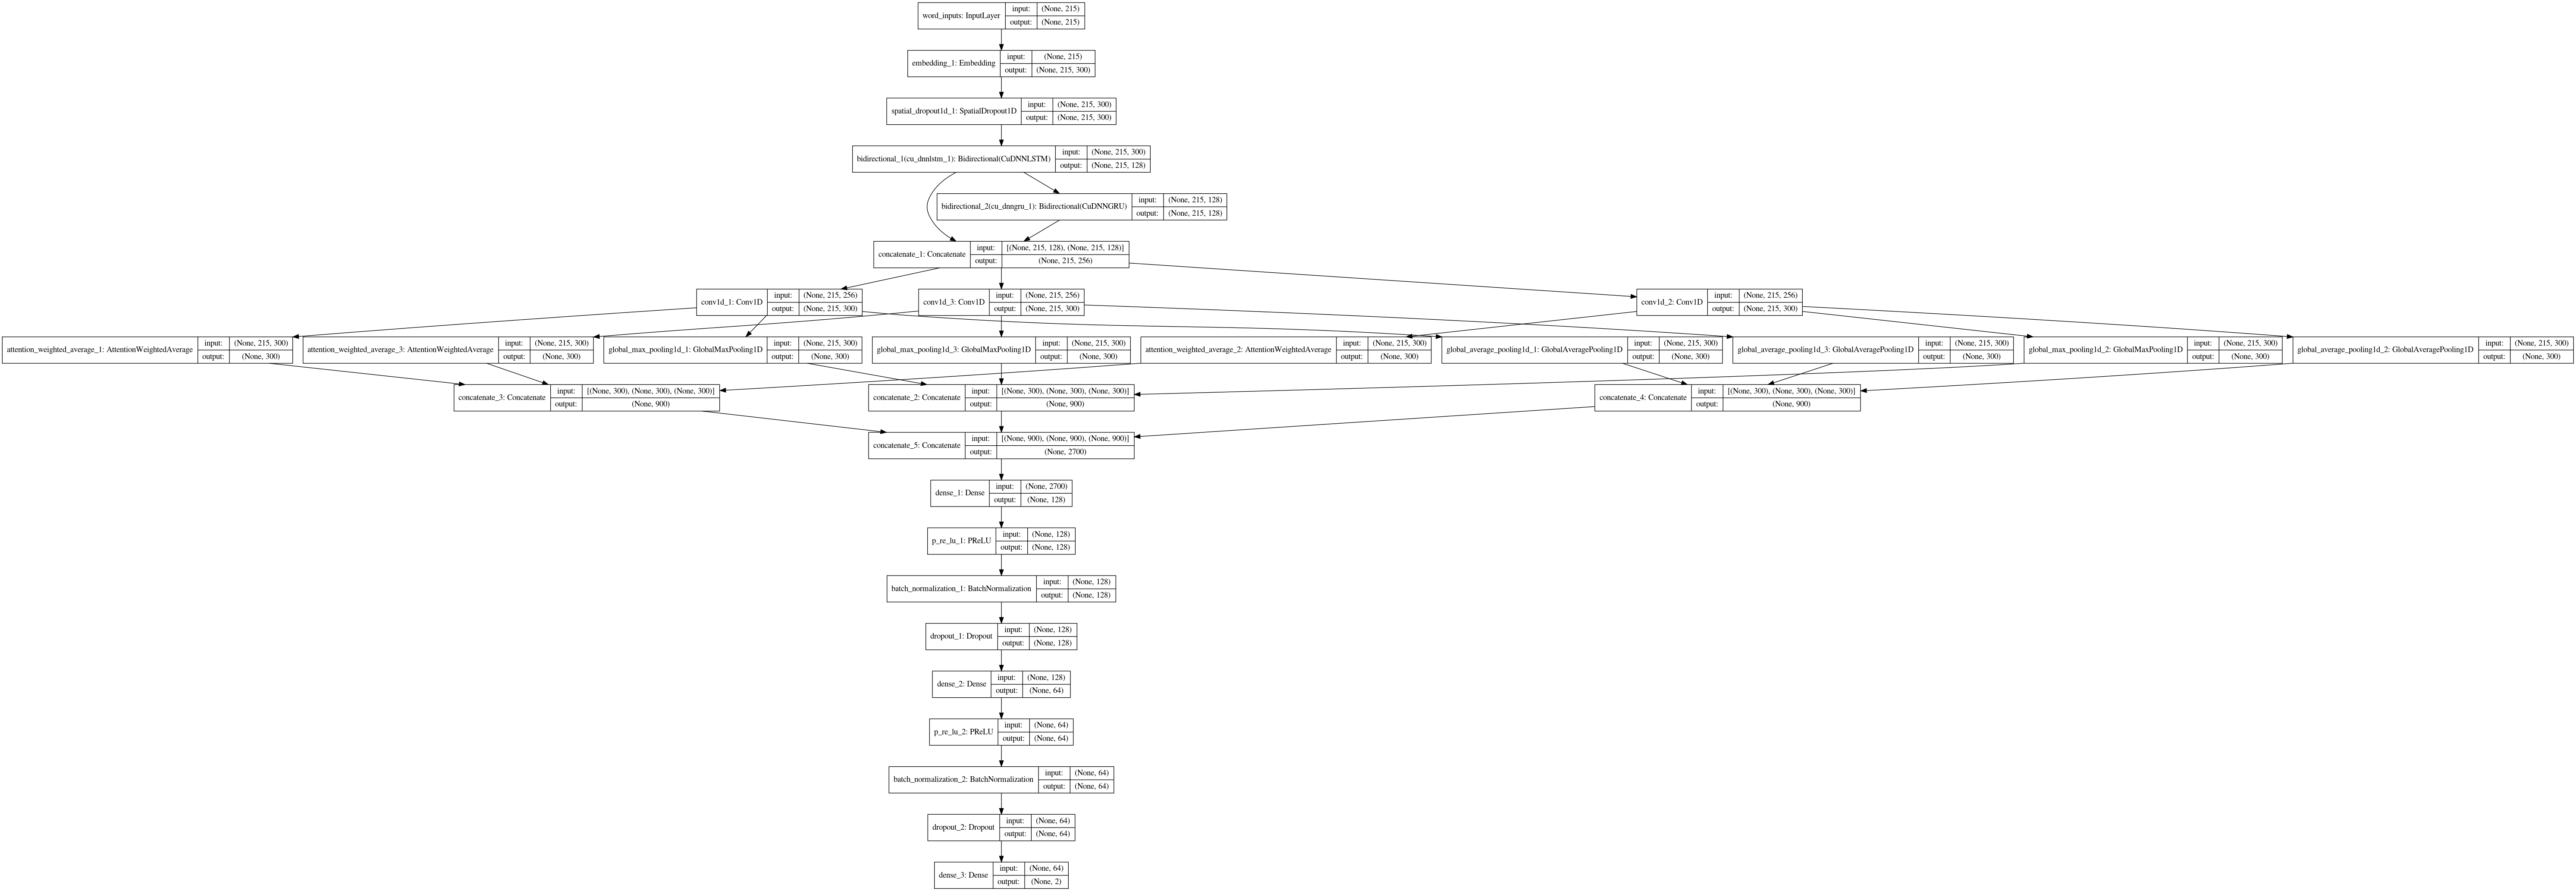 word_inputs: InputLayer
input: (None, 215)
output: (None, 215)
embedding_1: Embedding
input: (None, 215)
output: (None, 215, 300)
spatial_dropout1d_1: SpatialDropout1D
input: (None, 215, 300)
output: (None, 215, 300)
bidirectional_1(cu_dnnlstm_1): Bidirectional(CuDNNLSTM)
input: (None, 215, 300)
output: (None, 215, 128)
bidirectional_2(cu_dnngru_1): Bidirectional(CuDNNGRU)
input: (None, 215, 128)
output: (None, 215, 128)
concatenate_1: Concatenate
input: [(None, 215, 128), (None, 215, 128)]
output: (None, 215, 256)
conv1d_1: Conv1D
input: (None, 215, 256)
output: (None, 215, 300)
conv1d_3: Conv1D
input: (None, 215, 256)
output: (None, 215, 300)
conv1d_2: Conv1D
input: (None, 215, 256)
output: (None, 215, 300)
attention_weighted_average_1: AttentionWeightedAverage
input: (None, 215, 300)
output: (None, 300)
attention_weighted_average_3: AttentionWeightedAverage
input: (None, 215, 300)
output: (None, 300)
global_max_pooling1d_1: GlobalMaxPooling1D
input: (None, 215, 300)
output: (None, 300)
global_max_pooling1d_3: GlobalMaxPooling1D
input: (None, 215, 300)
output: (None, 300)
attention_weighted_average_2: AttentionWeightedAverage
input: (None, 215, 300)
output: (None, 300)
global_average_pooling1d_1: GlobalAveragePooling1D
input: (None, 215, 300)
output: (None, 300)
global_average_pooling1d_3: GlobalAveragePooling1D
input: (None, 215, 300)
output: (None, 300)
global_max_pooling1d_2: GlobalMaxPooling1D
input: (None, 215, 300)
output: (None, 300)
global_average_pooling1d_2: GlobalAveragePooling1D
input: (None, 215, 300)
output: (None, 300)
concatenate_3: Concatenate
input: [(None, 300), (None, 300), (None, 300)]
output: (None, 900)
concatenate_2: Concatenate
input: [(None, 300), (None, 300), (None, 300)]
output: (None, 900)
concatenate_4: Concatenate
input: [(None, 300), (None, 300), (None, 300)]
output: (None, 900)
concatenate_5: Concatenate
input: [(None, 900), (None, 900), (None, 900)]
output: (None, 2700)
dense_1: Dense
input: (None, 2700)
output: (None, 128)
p_re_lu_1: PReLU
input: (None, 128)
output: (None, 128)
batch_normalization_1: BatchNormalization
input: (None, 128)
output: (None, 128)
dropout_1: Dropout
input: (None, 128)
output: (None, 128)
dense_2: Dense
input: (None, 128)
output: (None, 64)
p_re_lu_2: PReLU
input: (None, 64)
output: (None, 64)
batch_normalization_2: BatchNormalization
input: (None, 64)
output: (None, 64)
dropout_2: Dropout
input: (None, 64)
output: (None, 64)
dense_3: Dense
input: (None, 64)
output: (None, 2)